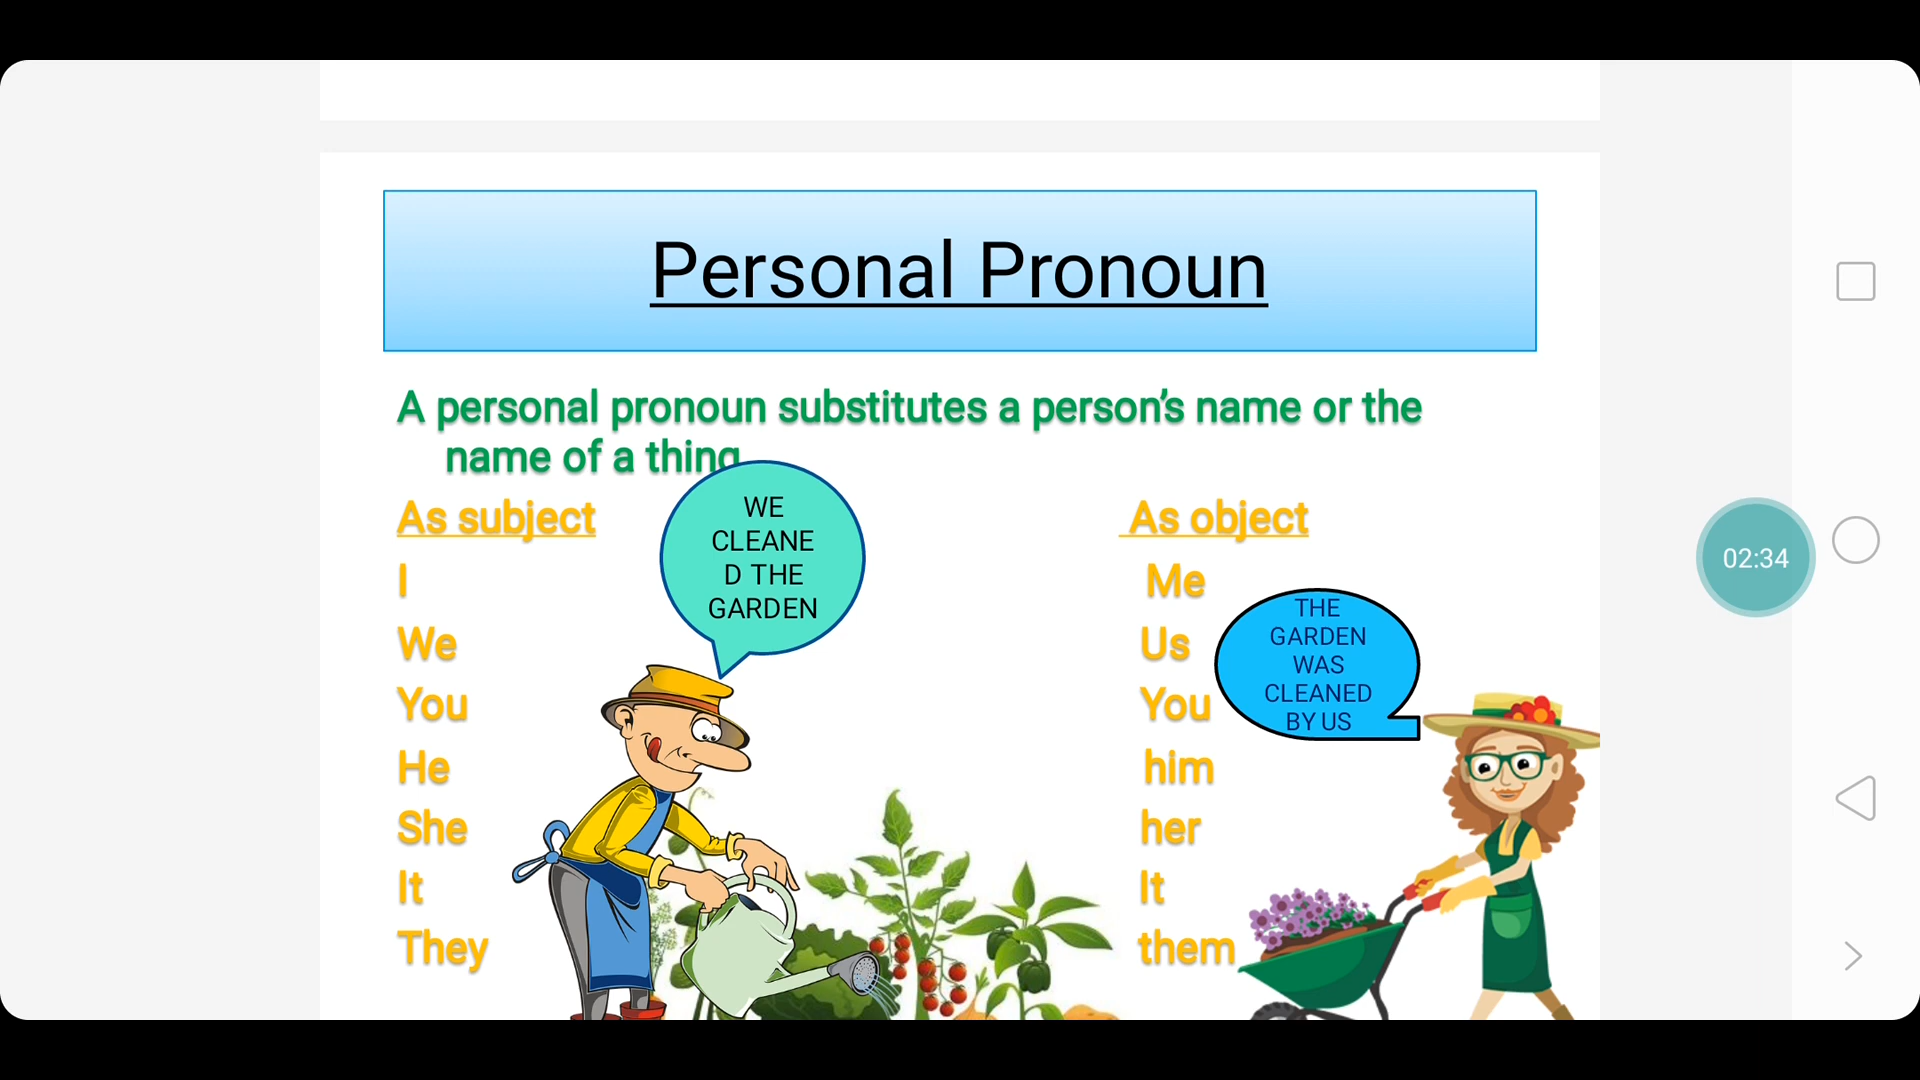 Personal Pronoun
A personal pronoun substitutes a person’s name or the
name of a thing
As subject
As object
I
We
You
He
She
It
They
WE
CLEANE
D THE
GARDEN
Me
Us
You
him
her
It
them
THE
GARDEN
WAS
CLEANED
BY US
02:34